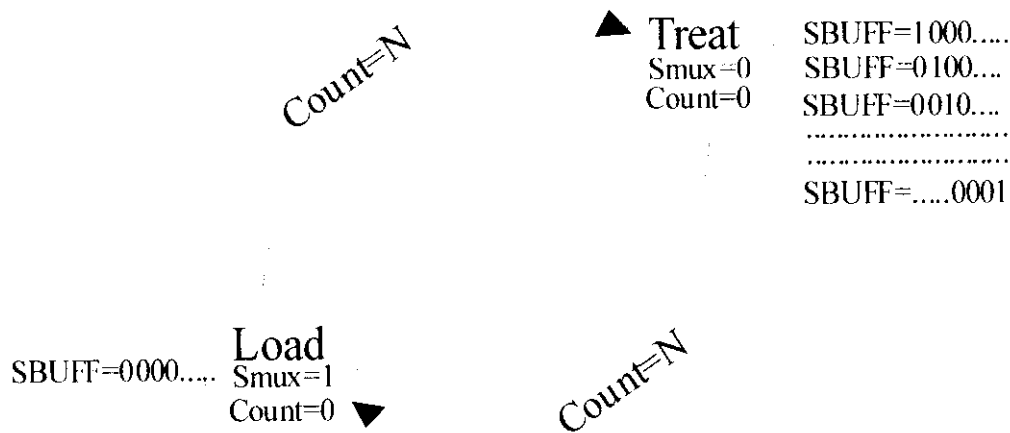 Count=N
Treat
Smux=0
Count=0
SBUFF=1000.....
SBUFF=0100....
SBUFF=0010....
..............................
..............................
SBUFF=.....0001
SBUFF=0000.....
Load
Smux=1
Count=0
Count=N